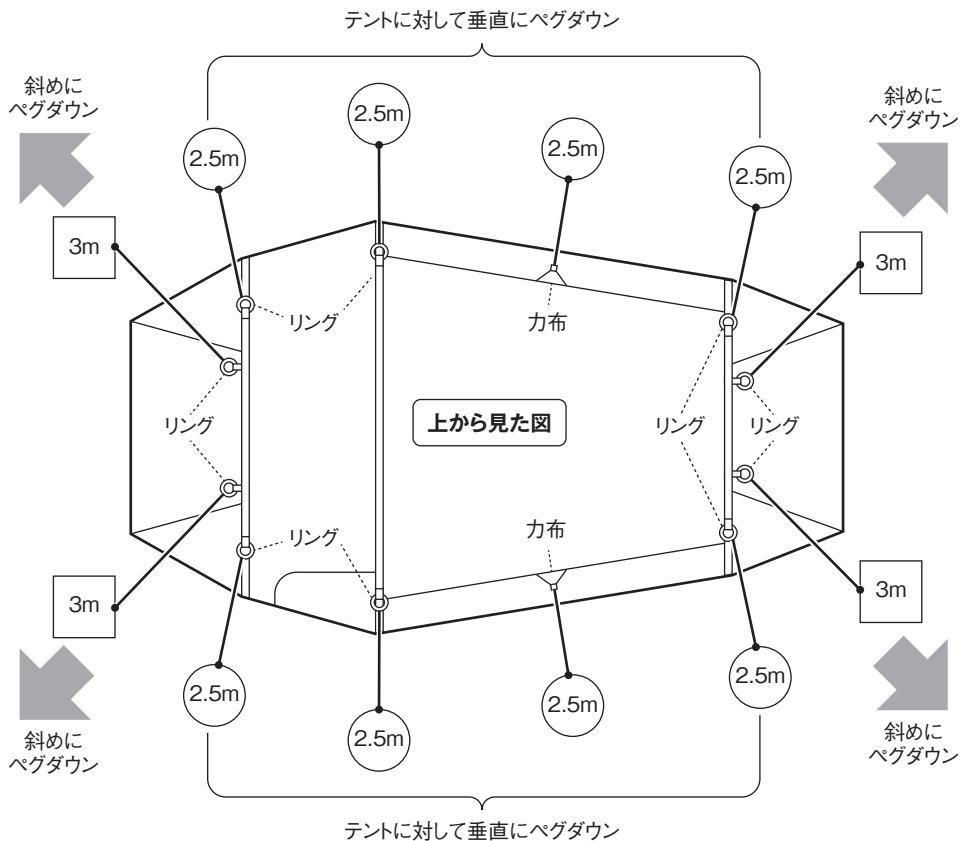 テントに対して垂直にペグダウン
斜めに
ペグダウン
2.5m
2.5m
2.5m
2.5m
斜めに
ペグダウン
3m
3m
リング
力布
リング
上から見た図
リング
リング
リング
力布
3m
3m
2.5m
2.5m
2.5m
2.5m
斜めに
ペグダウン
斜めに
ペグダウン
テントに対して垂直にペグダウン